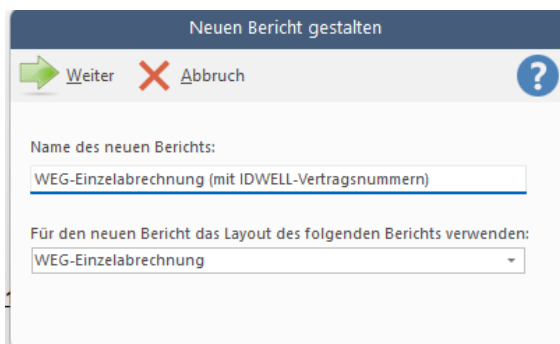 Neuen Bericht gestalten
Weiter Abbruch ?
Name des neuen Berichts:
WEG-Einzelabrechnung (mit IDWELL-Vertragsnummern)
Für den neuen Bericht das Layout des folgenden Berichts verwenden:
WEG-Einzelabrechnung